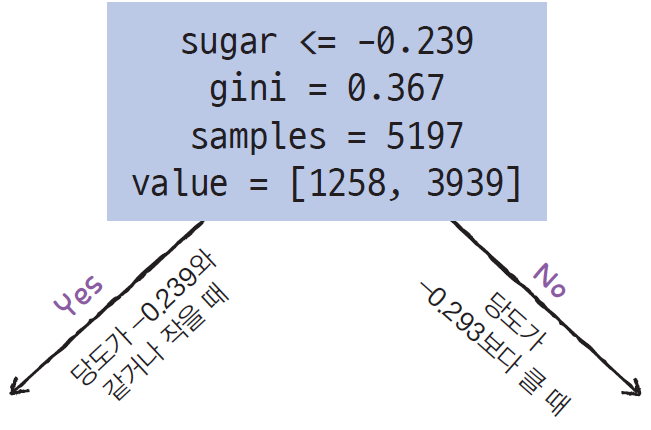 sugar <= -0.239
gini = 0.367
samples = 5197
value = [1258, 3939]
Yes
당도가 -0.239와
같거나 작을 때
No
당도가
-0.293보다 클 때